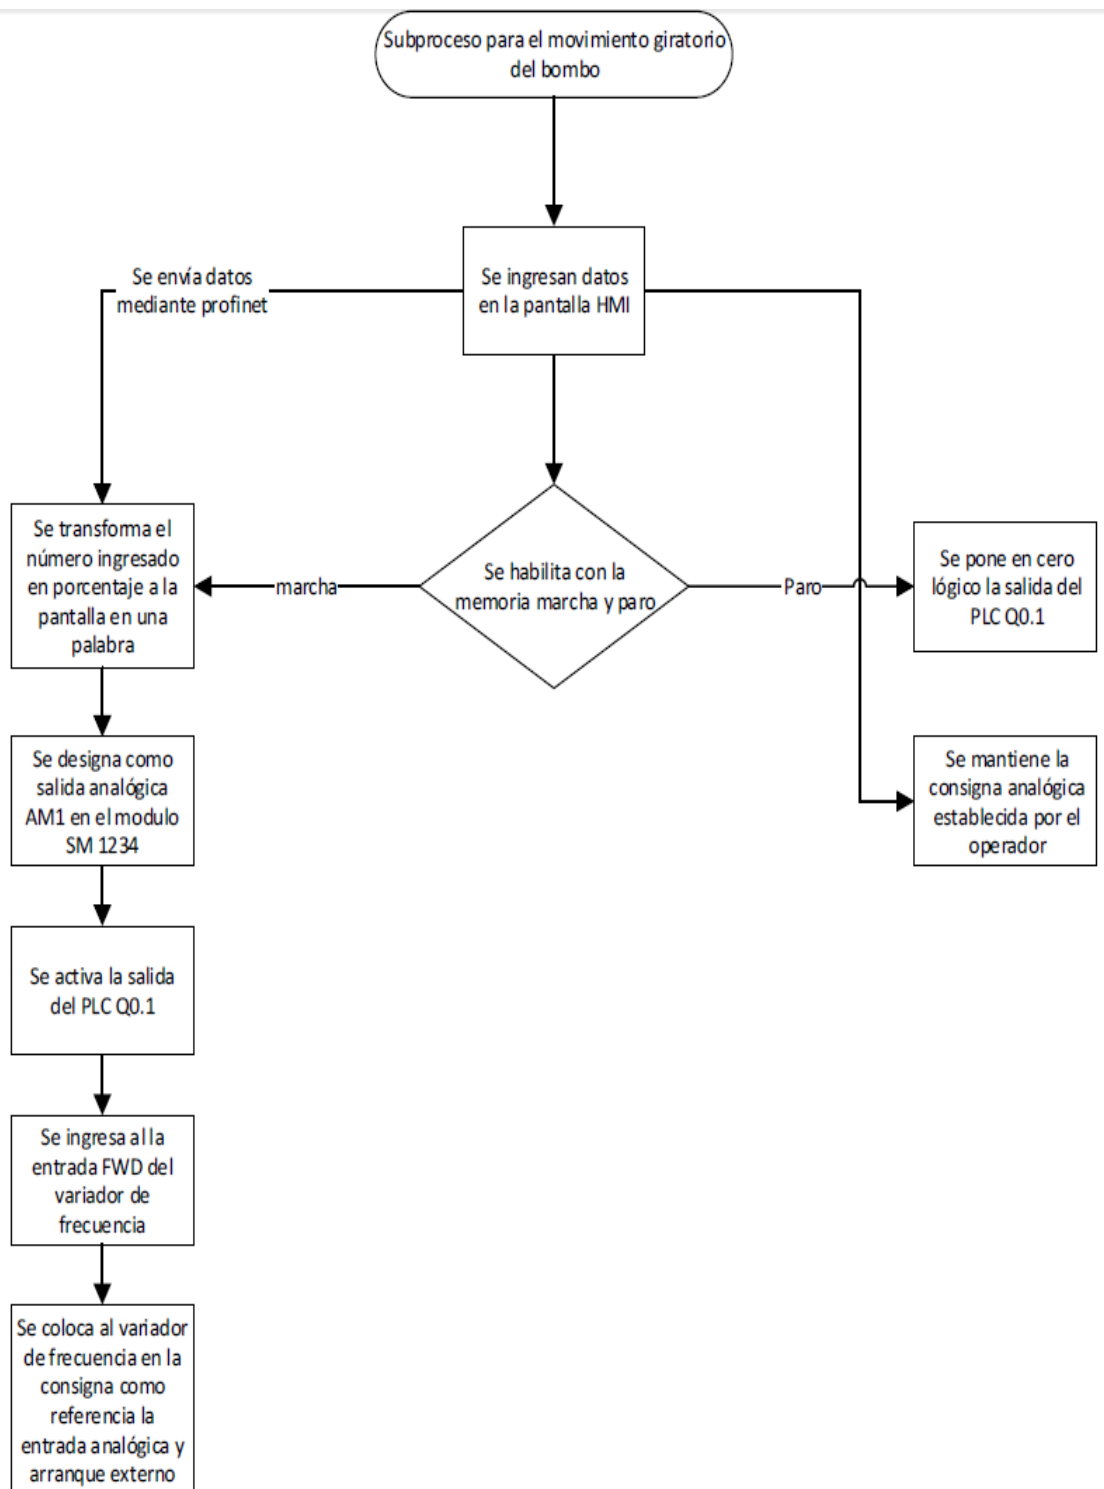 Subproceso para el movimiento giratorio
del bombo
Se ingresan datos
en la pantalla HMI
Se envía datos
mediante profinet
Se transforma el
número ingresado
en porcentaje a la
pantalla en una
palabra
marcha
Se habilita con la
memoria marcha y paro
Paro
Se pone en cero
lógico la salida del
PLC Q0.1
Se designa como
salida analógica
AM1 en el modulo
SM 1234
Se mantiene la
consigna analógica
establecida por el
operador
Se activa la salida
del PLC Q0.1
Se ingresa al la
entrada FWD del
variador de
frecuencia
Se coloca al variador
de frecuencia en la
consigna como
referencia la
entrada analógica y
arranque externo